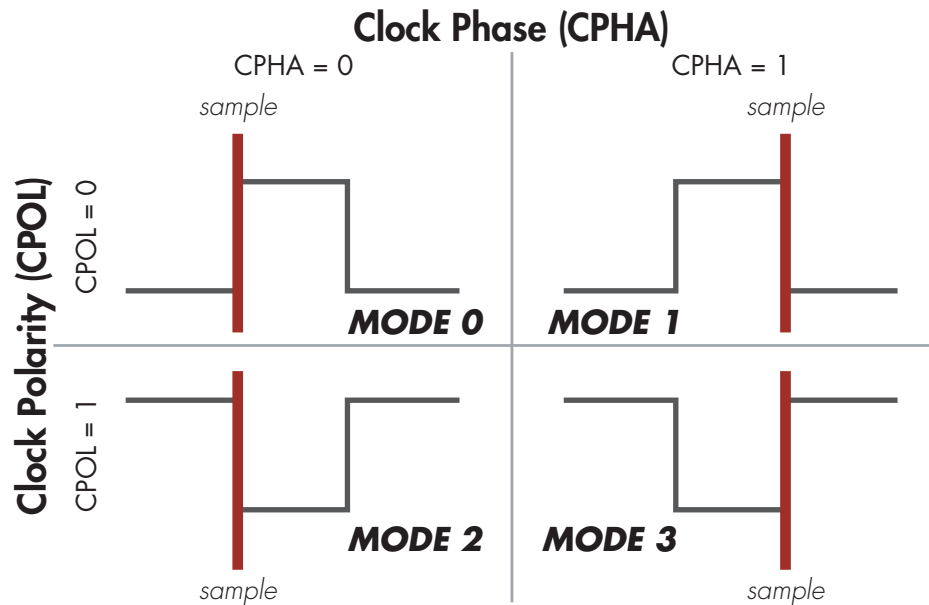 Clock Phase (CPHA)
CPHA = 0
CPHA = 1
sample
sample
Clock Polarity (CPOL)
CPOL = 0
MODE 0
MODE 1
CPOL = 1
MODE 2
MODE 3
sample
sample